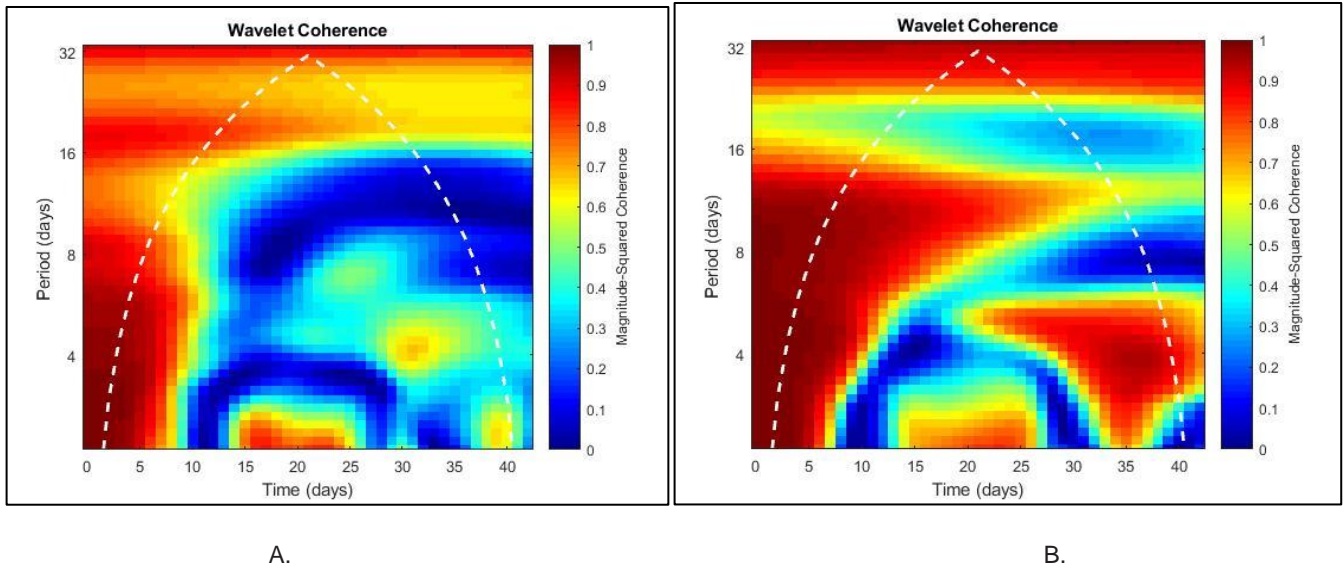 Wavelet Coherence
32
16
8
4
Period (days)
0 5 10 15 20 25 30 35 40
Time (days)
1
0.9
0.8
0.7
0.6
0.5
0.4
0.3
0.2
0.1
0
Magnitude-Squared Coherence
A.
Wavelet Coherence
32
16
8
4
Period (days)
0 5 10 15 20 25 30 35 40
Time (days)
1
0.9
0.8
0.7
0.6
0.5
0.4
0.3
0.2
0.1
0
Magnitude-Squared Coherence
B.